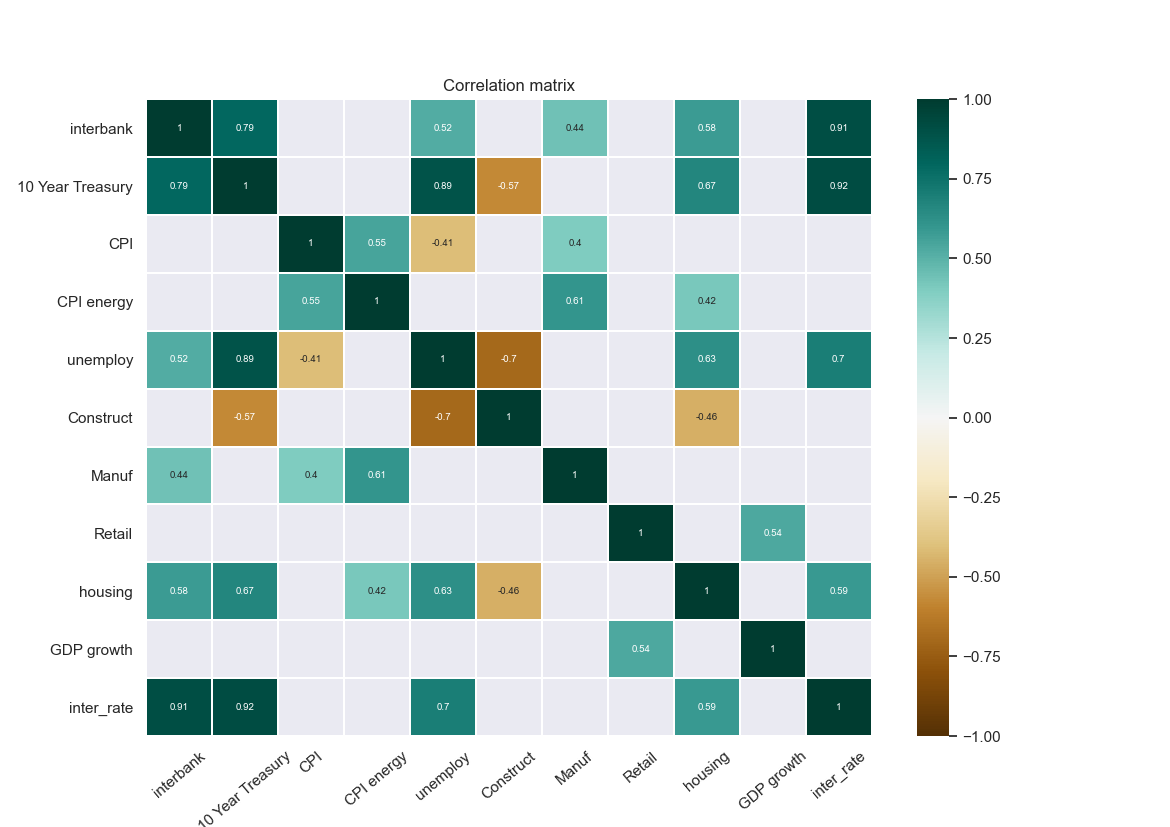 Correlation matrix
interbank 1 0.79 0.52 0.44 0.58 0.91
10 Year Treasury 0.79 1 0.89 -0.57 0.67 0.92
CPI 1 0.55 -0.41 0.4
CPI energy 0.55 1 0.61 0.42
unemploy 0.52 0.89 -0.41 1 -0.7 0.63 0.7
Construct -0.57 -0.7 1 -0.46
Manuf 0.44 0.4 0.61 1
Retail 1 0.54
housing 0.58 0.67 0.42 0.63 -0.46 1 0.59
GDP growth 0.54 1
inter_rate 0.91 0.92 0.7 0.59 1
interbank 10 Year Treasury CPI CPI energy unemploy Construct Manuf Retail housing GDP growth inter_rate
1.00
0.75
0.50
0.25
0.00
−0.25
−0.50
−0.75
−1.00